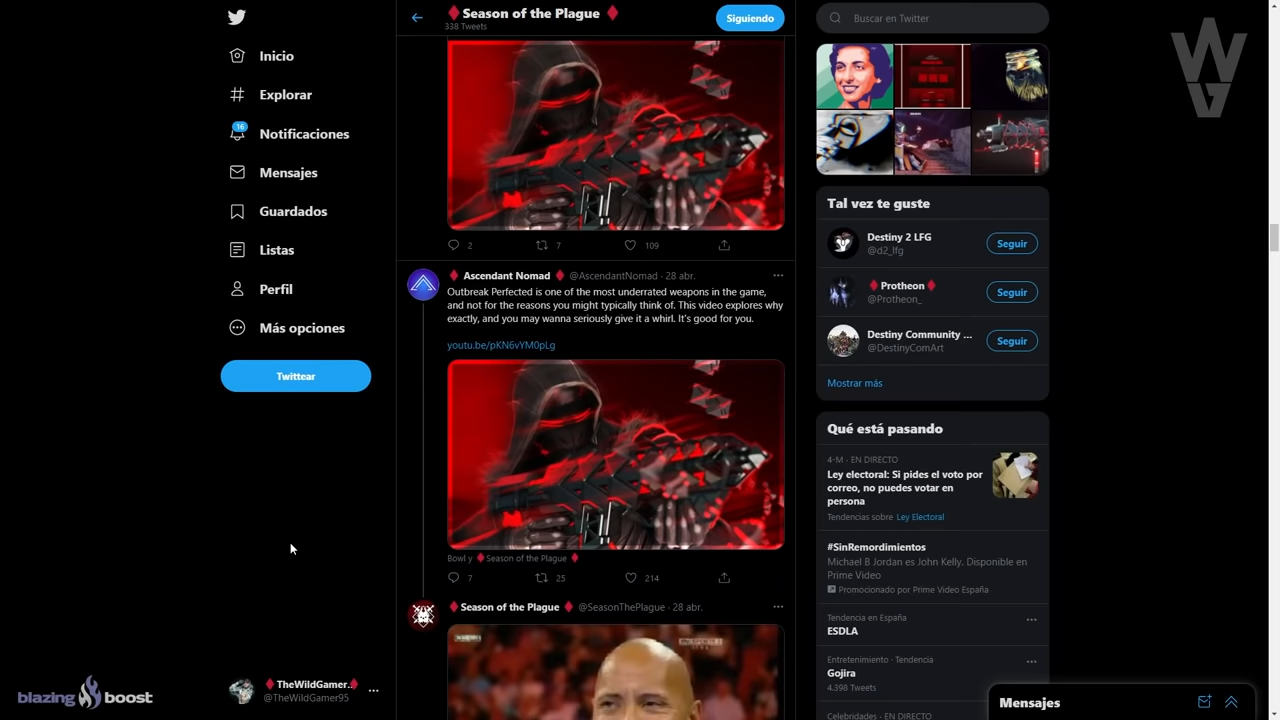 Inicio
Explorar
16
Notificaciones
Mensajes
Guardados
Listas
Perfil
Más opciones
Twittear
TheWildGamer..
@TheWildGamer95
blazing boost
Season of the Plague
338 Tweets
Siguiendo
2
7
109
Ascendant Nomad @AscendantNomad · 28 abr.
Outbreak Perfected is one of the most underrated weapons in the game,
and not for the reasons you might typically think of. This video explores why
exactly, and you may wanna seriously give it a whirl. It's good for you.
youtu.be/pKN6vYM0pLg
Bowl y Season of the Plague
7
25
214
Season of the Plague @SeasonThePlague · 28 abr.
Buscar en Twitter
Tal vez te guste
Destiny 2 LFG
@d2_lfg
Seguir
Protheon
@Protheon_
Seguir
Destiny Community ...
@DestinyComArt
Seguir
Mostrar más
Qué está pasando
4-M · EN DIRECTO
Ley electoral: Si pides el voto por
correo, no puedes votar en
persona
Tendencias sobre Ley Electoral
#SinRemordimientos
Michael B Jordan es John Kelly. Disponible en
Prime Video
Promocionado por Prime Video España
Tendencia en España
ESDLA
Entretenimiento · Tendencia
Gojira
4.398 Tweets
Celebridades · EN DIRECTO
Mensajes
WG